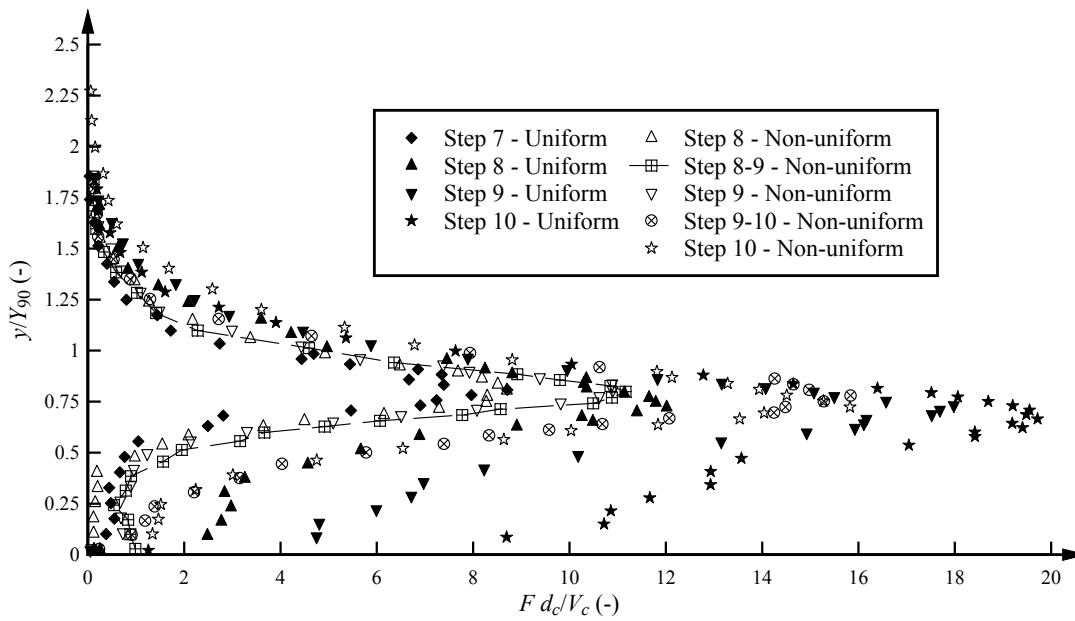 2.5
2.25
2
1.75
1.5
1.25
1
0.75
0.5
0.25
0
y/Y90 (-)
Step 7 - Uniform
Step 8 - Uniform
Step 9 - Uniform
Step 10 - Uniform
Step 8 - Non-uniform
Step 8-9 - Non-uniform
Step 9 - Non-uniform
Step 9-10 - Non-uniform
Step 10 - Non-uniform
0 2 4 6 8 10 12 14 16 18 20
F dc/Vc (-)